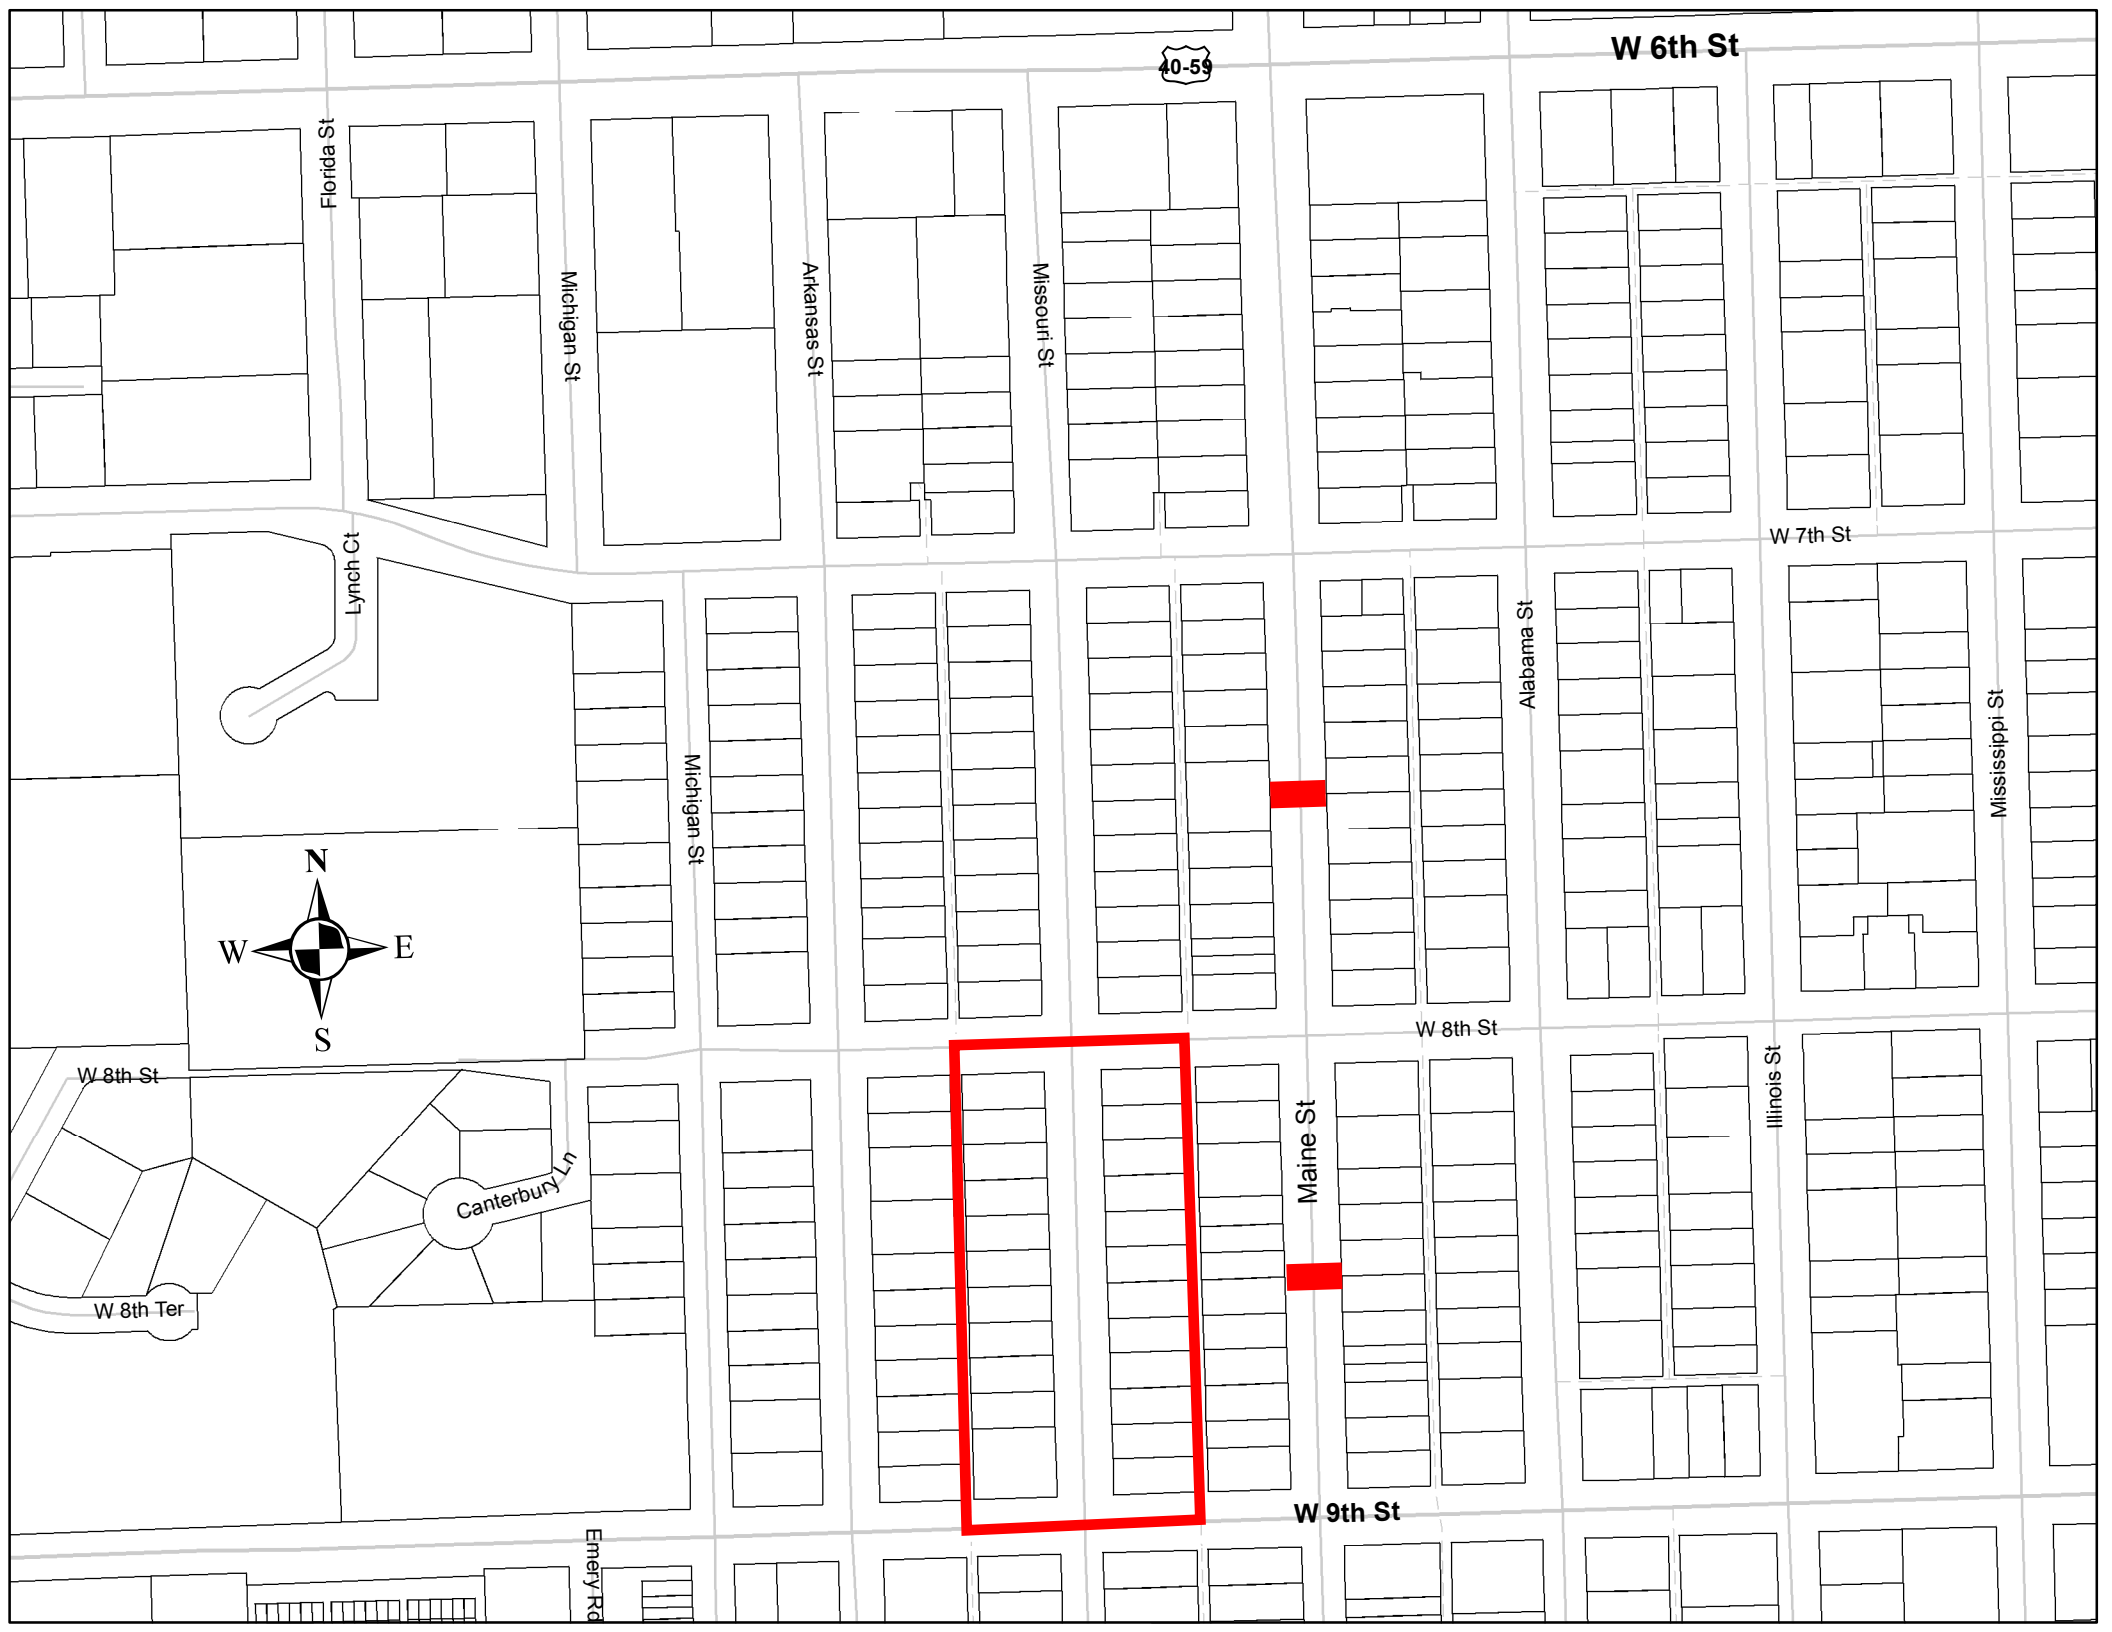 W 6th St
40-59
Florida St
Michigan St
Arkansas St
Missouri St
W 7th St
Lynch Ct
Alabama St
Mississippi St
Michigan St
N
W
E
S
W 8th St
W 8th St
Illinois St
Maine St
Canterbury Ln
W 8th Ter
W 9th St
Emery Rd